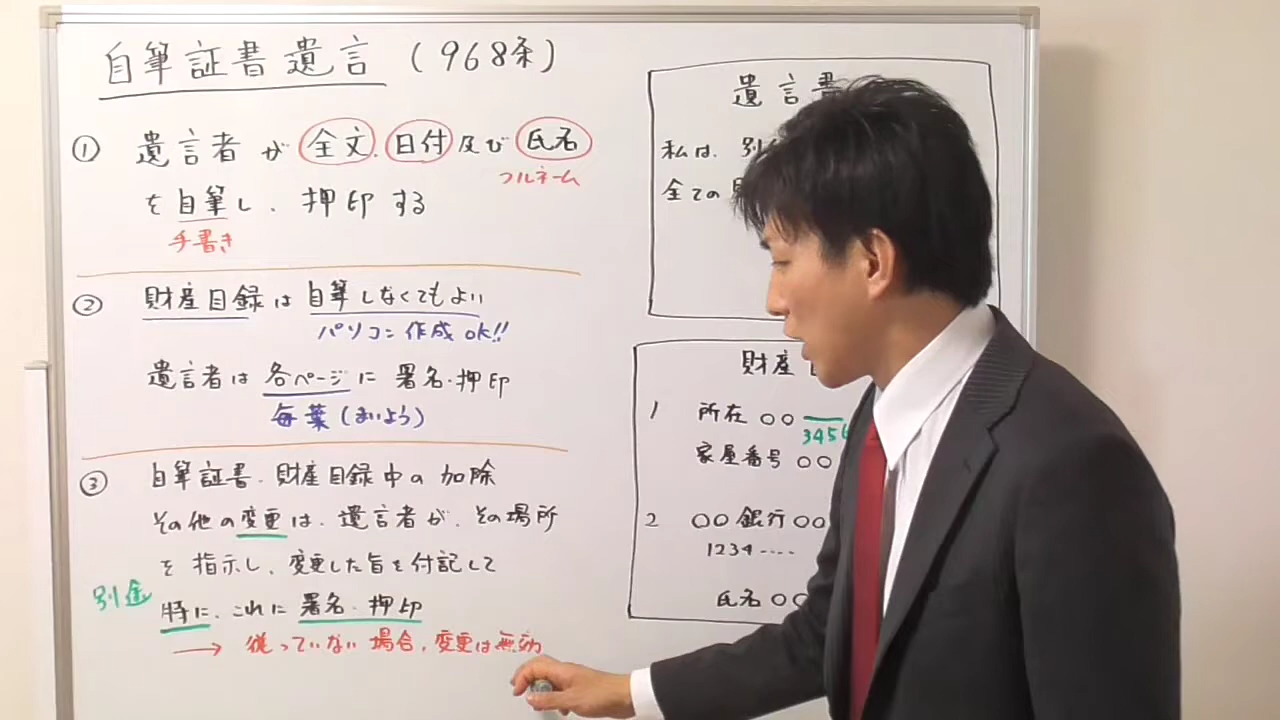 自筆証書遺言 (968条)
① 遺言者が全文、日付及び氏名
フルネーム
を自筆し、押印する
手書き
② 財産目録は自筆しなくてもよい
パソコン作成OK!!
遺言者は各ページに署名・押印
毎葉(まいよう)
③ 自筆証書・財産目録中の加除
その他の変更は、遺言者が、その場所
を指示し、変更した旨を付記して
別途
特に、これに署名・押印
→ 従っていない場合、変更は無効
遺言書
私は、別
全ての
財産
1 所在 〇〇
3456
家屋番号 〇〇
2 〇〇銀行〇〇
1234----
氏名 〇〇